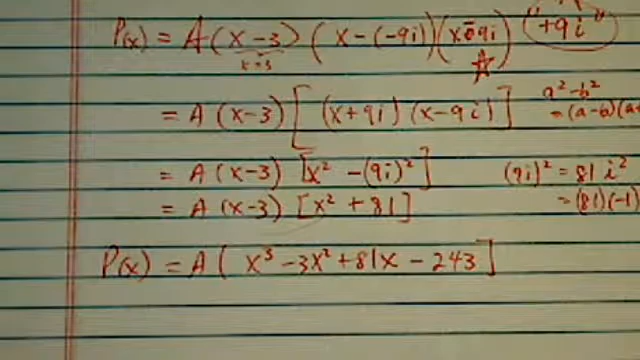 P(x) = A (x-3) (x-(-9i)) (x-9i) "+9i"
x=3 ☆
= A (x-3) [(x+9i)(x-9i)] a²-b²
=(a-b)(a+
= A (x-3) [x² -(9i)²] (9i)² = 81 i²
= A (x-3) [x² + 81] = (81)(-1)
P(x) = A( x³ -3x² +81x - 243]